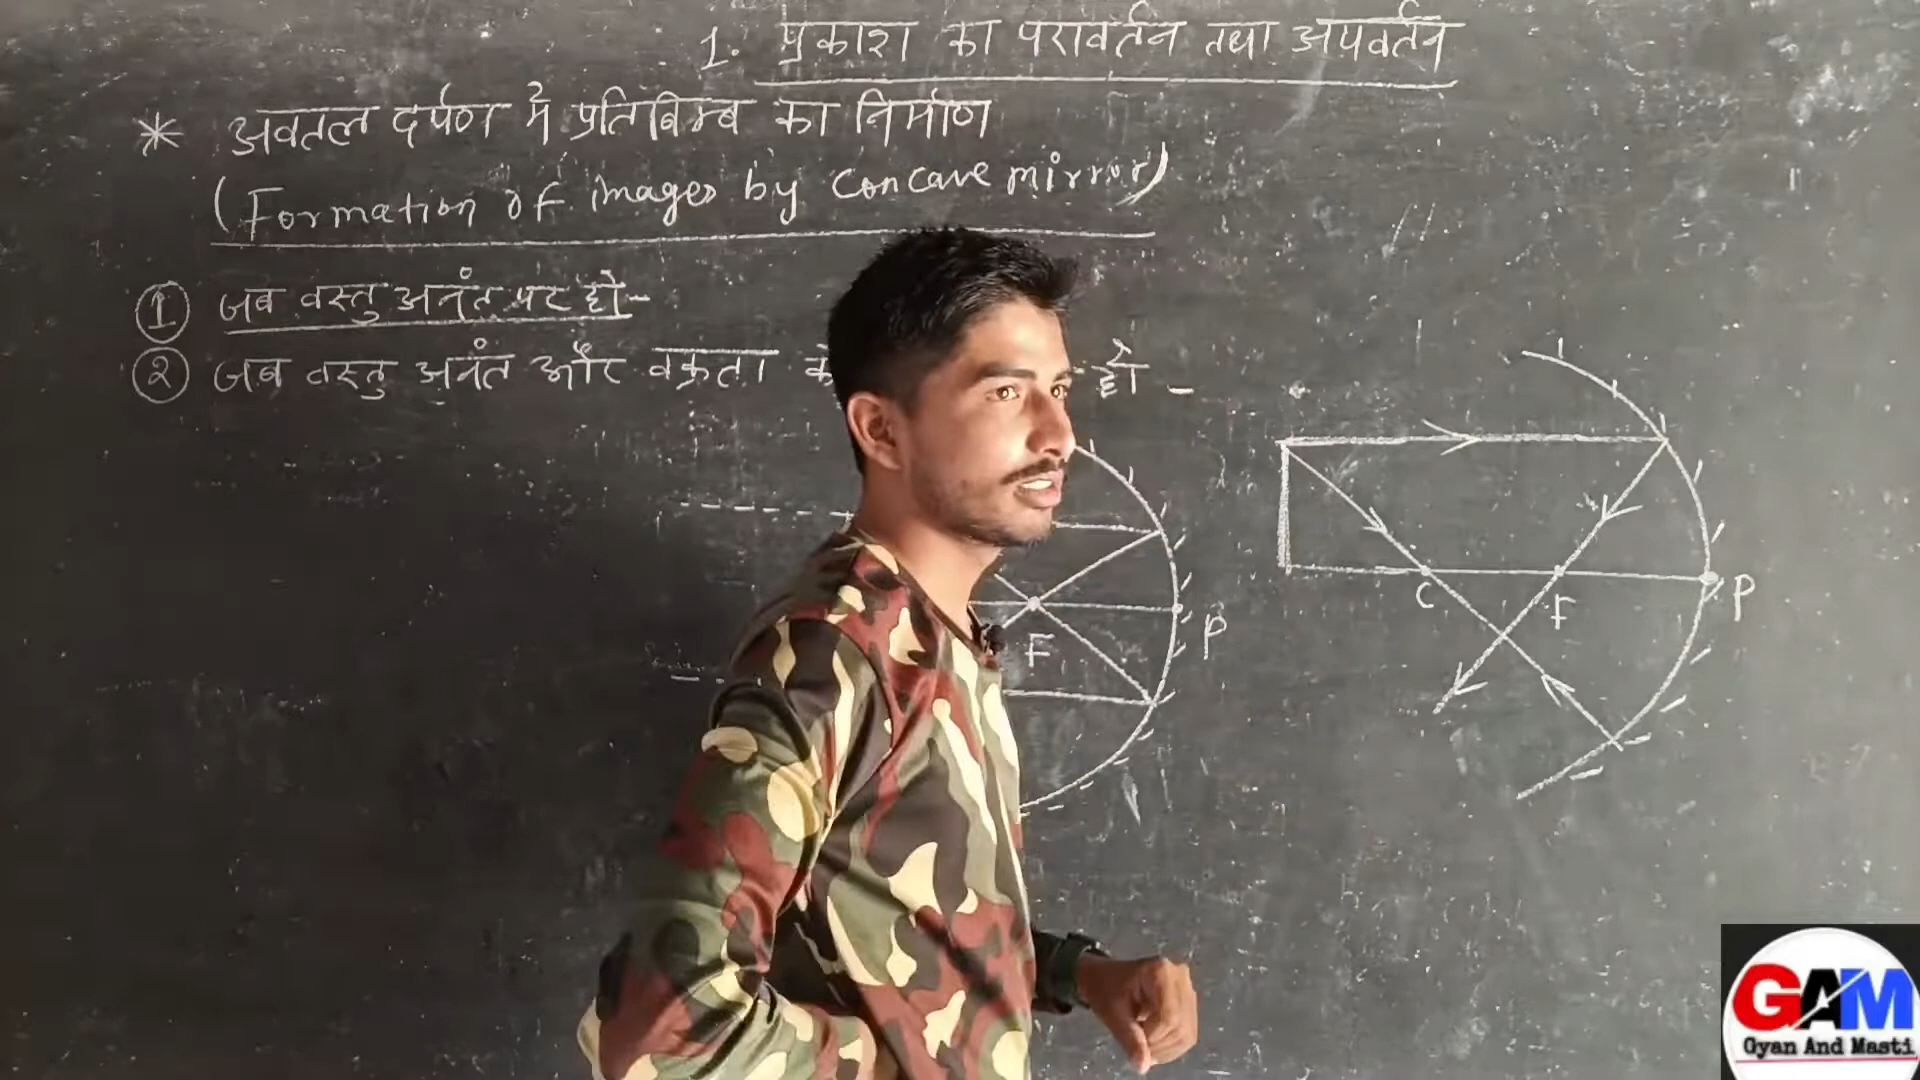 1. प्रकाश का परावर्तन तथा अपवर्तन
* अवतल दर्पण में प्रतिबिम्ब का निर्माण
(Formation of images by Concave mirror)
① जब वस्तु अनंत पर हो-
② जब वस्तु अनंत और वक्रता के हो -
F P
C F P
GAM
Gyan And Masti